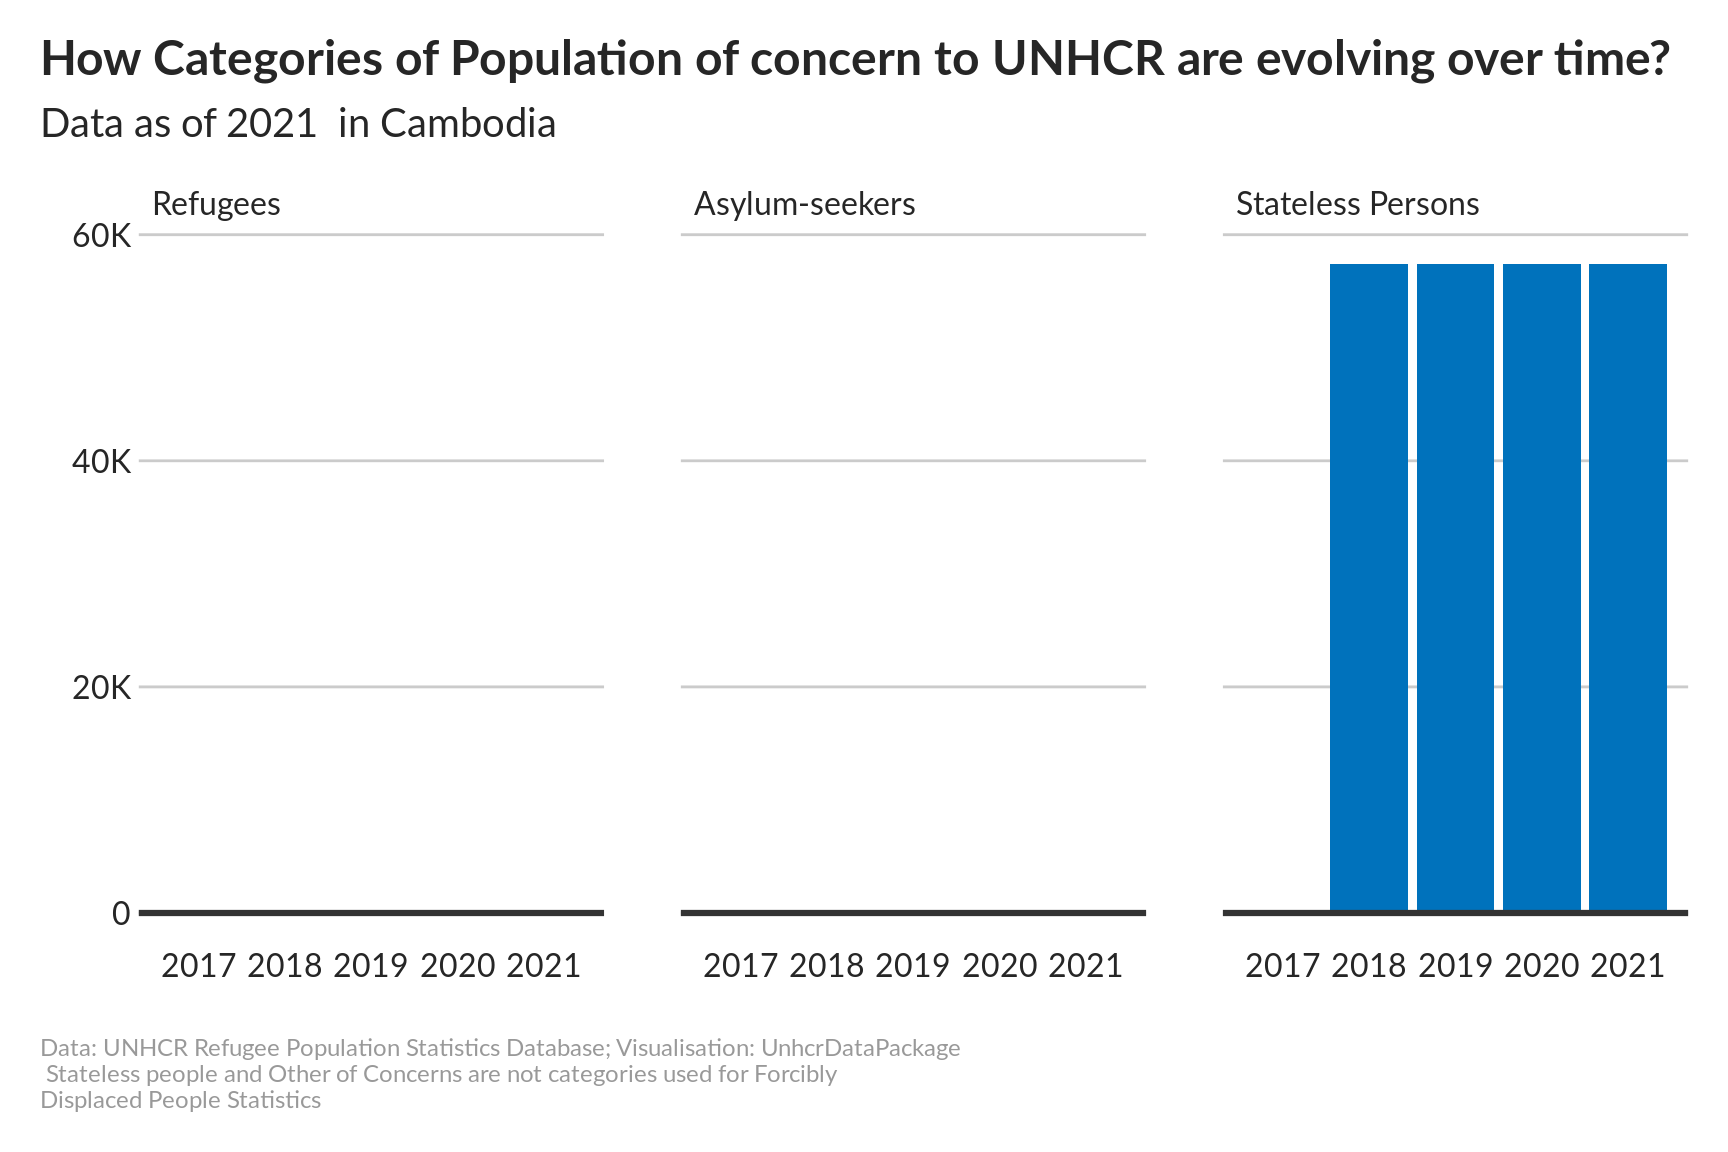 How Categories of Population of concern to UNHCR are evolving over time?
Data as of 2021  in Cambodia
Refugees
Asylum-seekers
Stateless Persons
60K
40K
20K
0
2017 2018 2019 2020 2021
2017 2018 2019 2020 2021
2017 2018 2019 2020 2021
Data: UNHCR Refugee Population Statistics Database; Visualisation: UnhcrDataPackage
Stateless people and Other of Concerns are not categories used for Forcibly
Displaced People Statistics